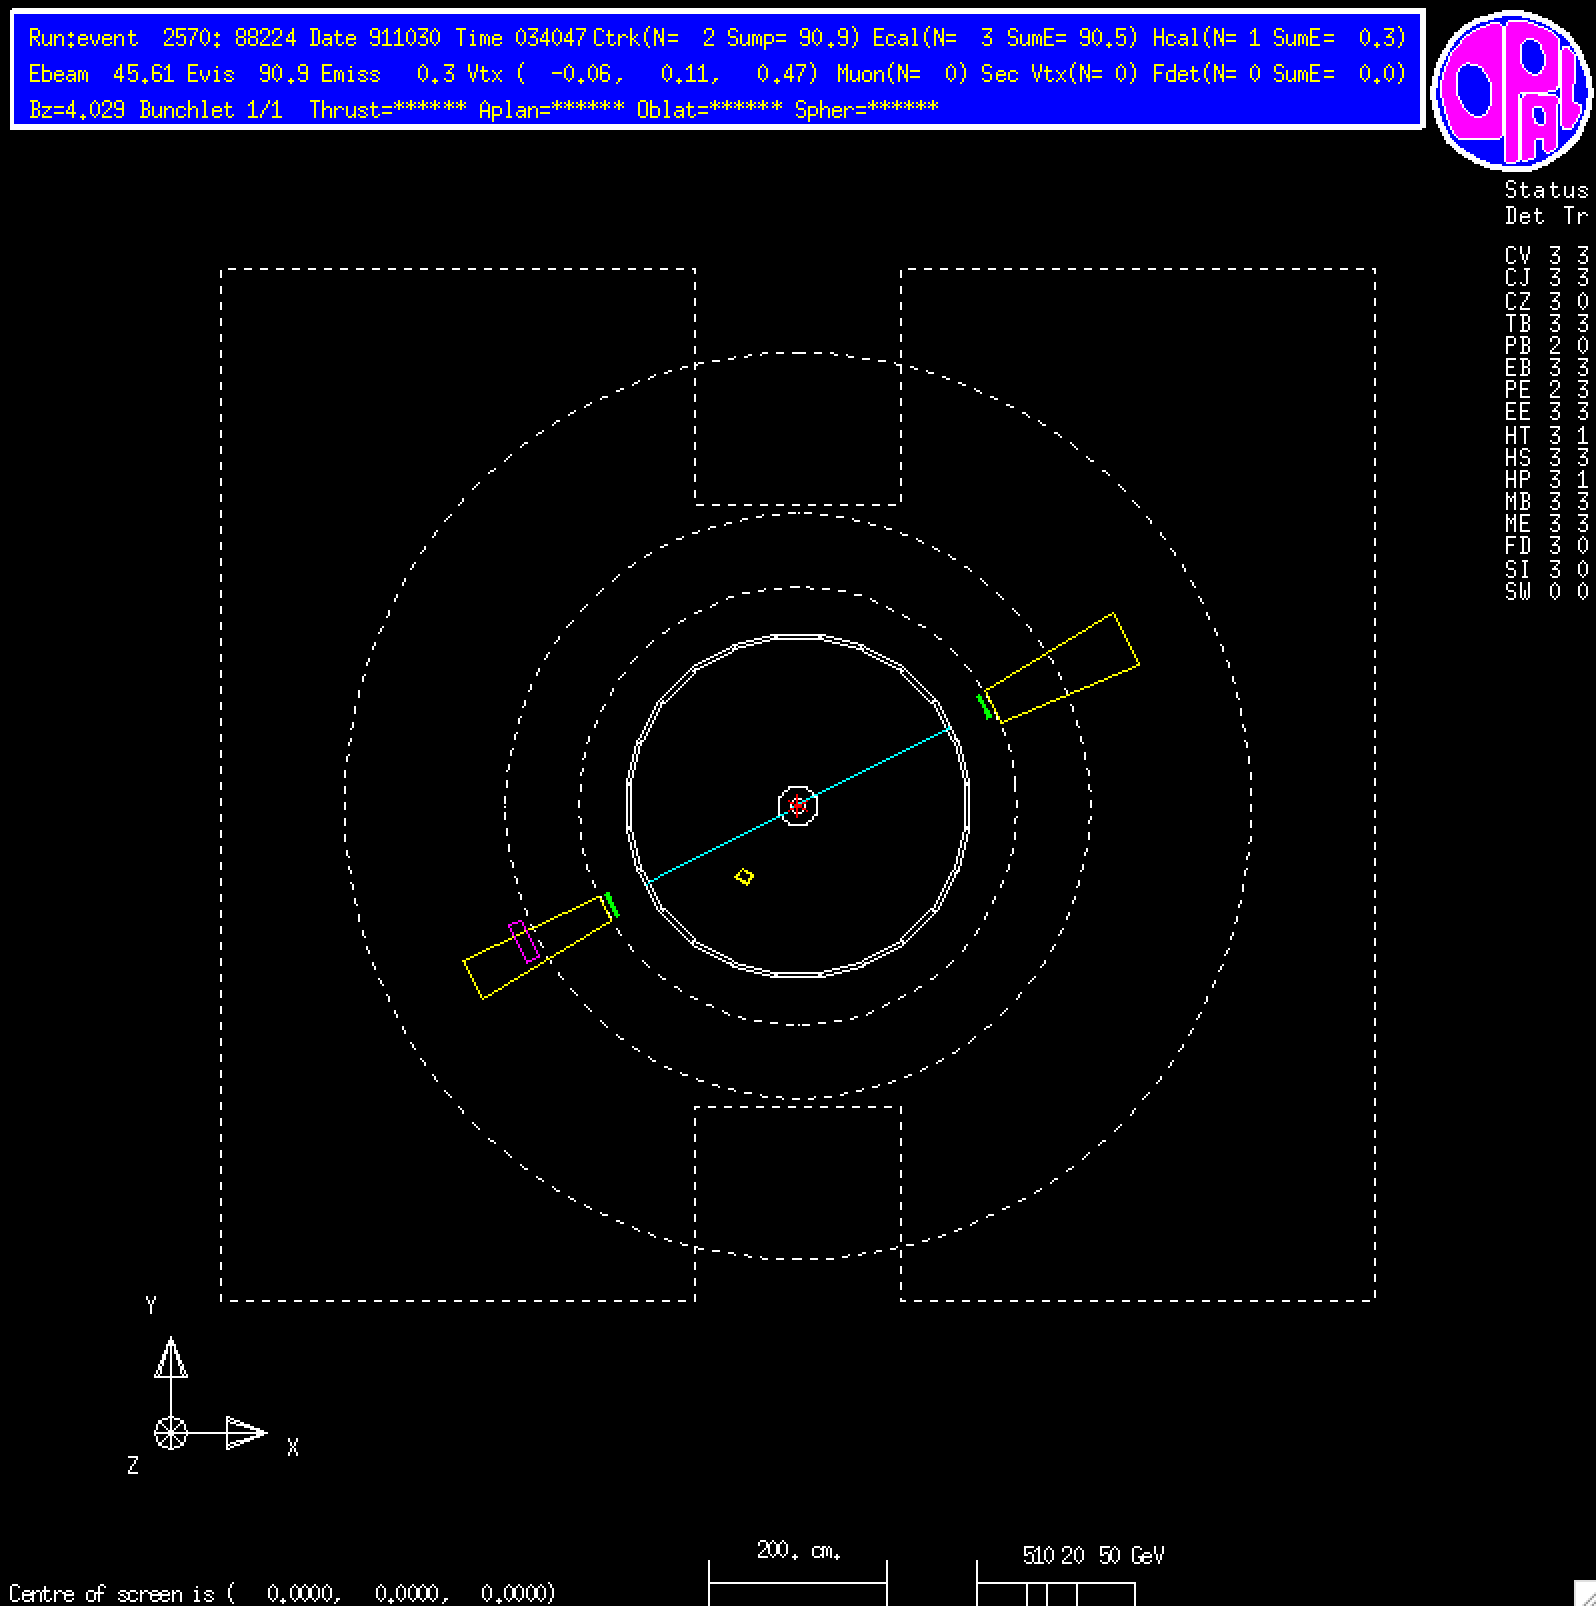 Run:event 2570: 88224 Date 911030 Time 034047 Ctrk(N= 2 Sump= 90.9) Ecal(N= 3 SumE= 90.5) Hcal(N= 1 SumE= 0.3)
Ebeam 45.61 Evis 90.9 Emiss 0.3 Vtx ( -0.06, 0.11, 0.47) Muon(N= 0) Sec Vtx(N= 0) Fdet(N= 0 SumE= 0.0)
Bz=4.029 Bunchlet 1/1 Thrust=****** Aplan=****** Oblat=****** Spher=******
OPAL
Status
Det Tr
CV 3 3
CJ 3 3
CZ 3 0
TB 3 3
PB 2 0
EB 3 3
PE 2 3
EE 3 3
HT 3 1
HS 3 3
HP 3 1
MB 3 3
ME 3 3
FD 3 0
SI 3 0
SW 0 0
Y
X
Z
200. cm.
5 10 20 50 GeV
Centre of screen is ( 0.0000, 0.0000, 0.0000)